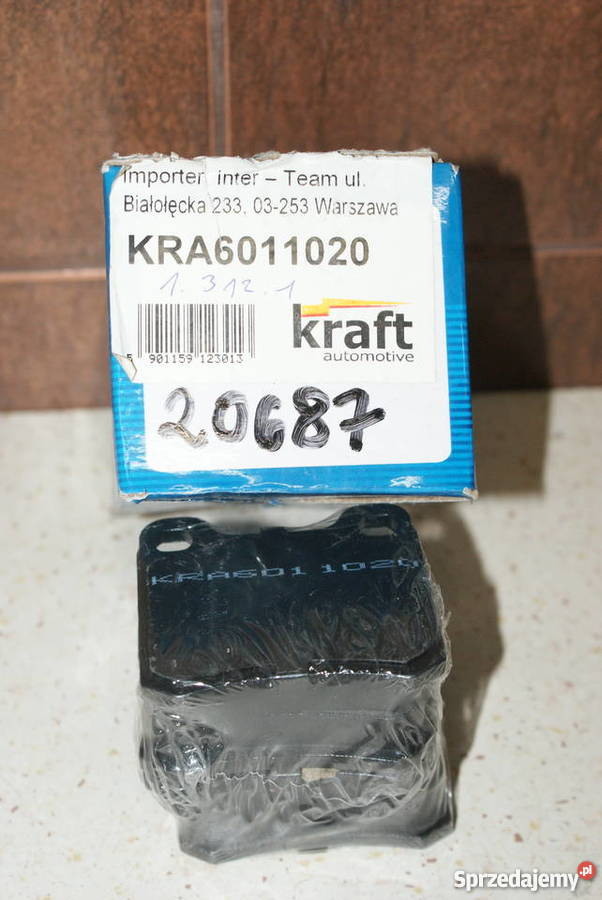 Importer: Inter – Team ul.
Białołęcka 233, 03-253 Warszawa
KRA6011020
1. 312. 1
5 901159 123013
kraft
automotive
20687
KRA6011020
Sprzedajemy.pl